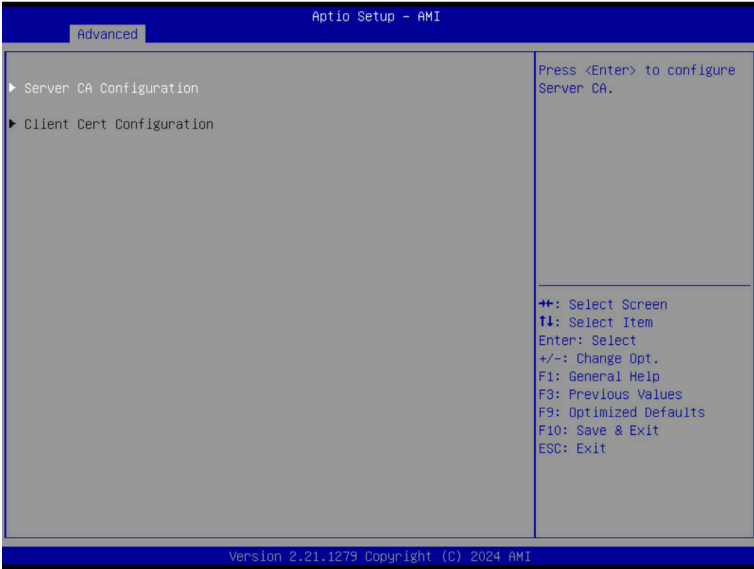 Aptio Setup – AMI
Advanced
▶ Server CA Configuration
▶ Client Cert Configuration
Press <Enter> to configure
Server CA.
→←: Select Screen
↑↓: Select Item
Enter: Select
+/-: Change Opt.
F1: General Help
F3: Previous Values
F9: Optimized Defaults
F10: Save & Exit
ESC: Exit
Version 2.21.1279 Copyright (C) 2024 AMI